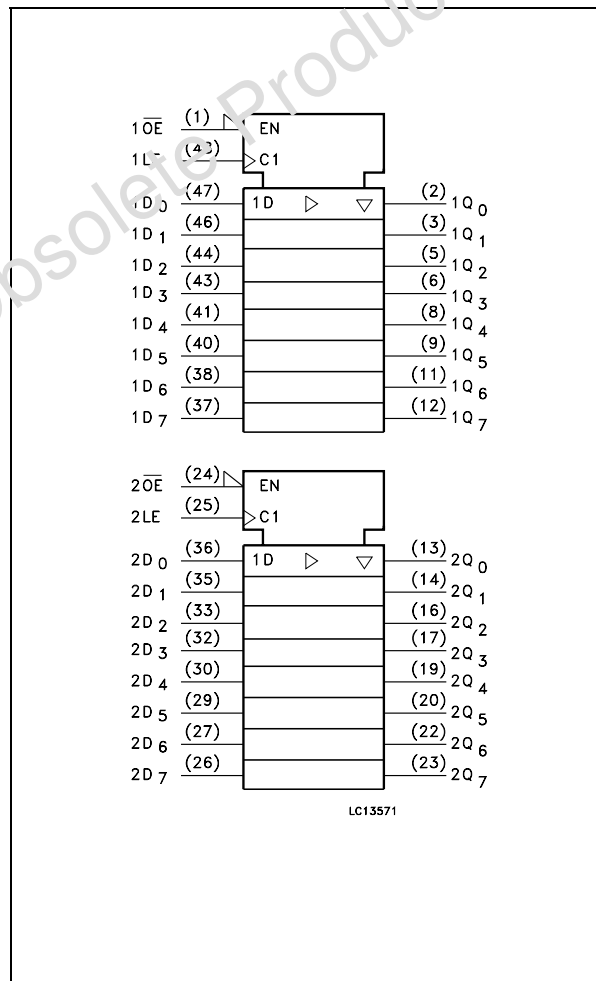 Obsolete Produc
1OE (1) EN
1LE (48) C1
1D0 (47) 1D (2) 1Q0
1D1 (46) (3) 1Q1
1D2 (44) (5) 1Q2
1D3 (43) (6) 1Q3
1D4 (41) (8) 1Q4
1D5 (40) (9) 1Q5
1D6 (38) (11) 1Q6
1D7 (37) (12) 1Q7
2OE (24) EN
2LE (25) C1
2D0 (36) 1D (13) 2Q0
2D1 (35) (14) 2Q1
2D2 (33) (16) 2Q2
2D3 (32) (17) 2Q3
2D4 (30) (19) 2Q4
2D5 (29) (20) 2Q5
2D6 (27) (22) 2Q6
2D7 (26) (23) 2Q7
LC13571